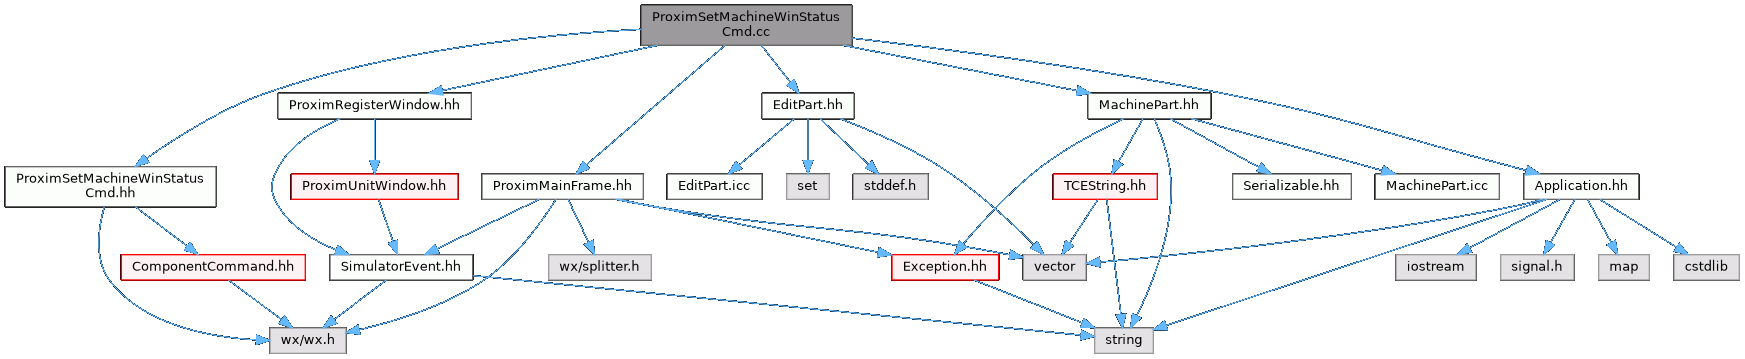 ProximSetMachineWinStatus
Cmd.cc
ProximRegisterWindow.hh
EditPart.hh
MachinePart.hh
ProximSetMachineWinStatus
Cmd.hh
ProximUnitWindow.hh
ProximMainFrame.hh
EditPart.icc
set
stddef.h
TCEString.hh
Serializable.hh
MachinePart.icc
Application.hh
ComponentCommand.hh
SimulatorEvent.hh
wx/splitter.h
Exception.hh
vector
iostream
signal.h
map
cstdlib
wx/wx.h
string